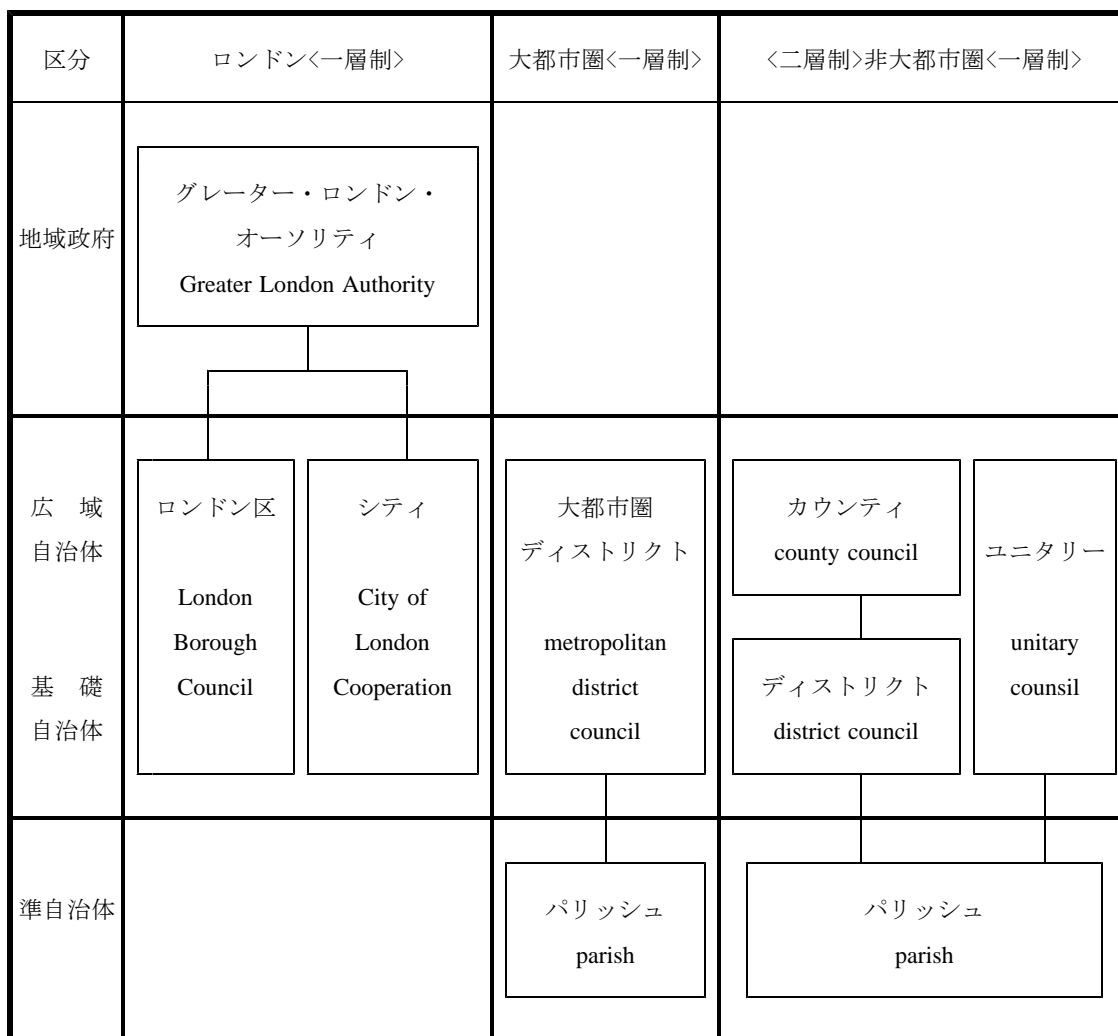 区分
ロンドン<一層制>
大都市圏<一層制>
<二層制>非大都市圏<一層制>
地域政府
グレーター・ロンドン・
オーソリティ
Greater London Authority
広 域
自治体
基 礎
自治体
ロンドン区
London
Borough
Council
シティ
City of
London
Cooperation
大都市圏
ディストリクト
metropolitan
district
council
カウンティ
county council
ディストリクト
district council
ユニタリー
unitary
counsil
準自治体
パリッシュ
parish
パリッシュ
parish